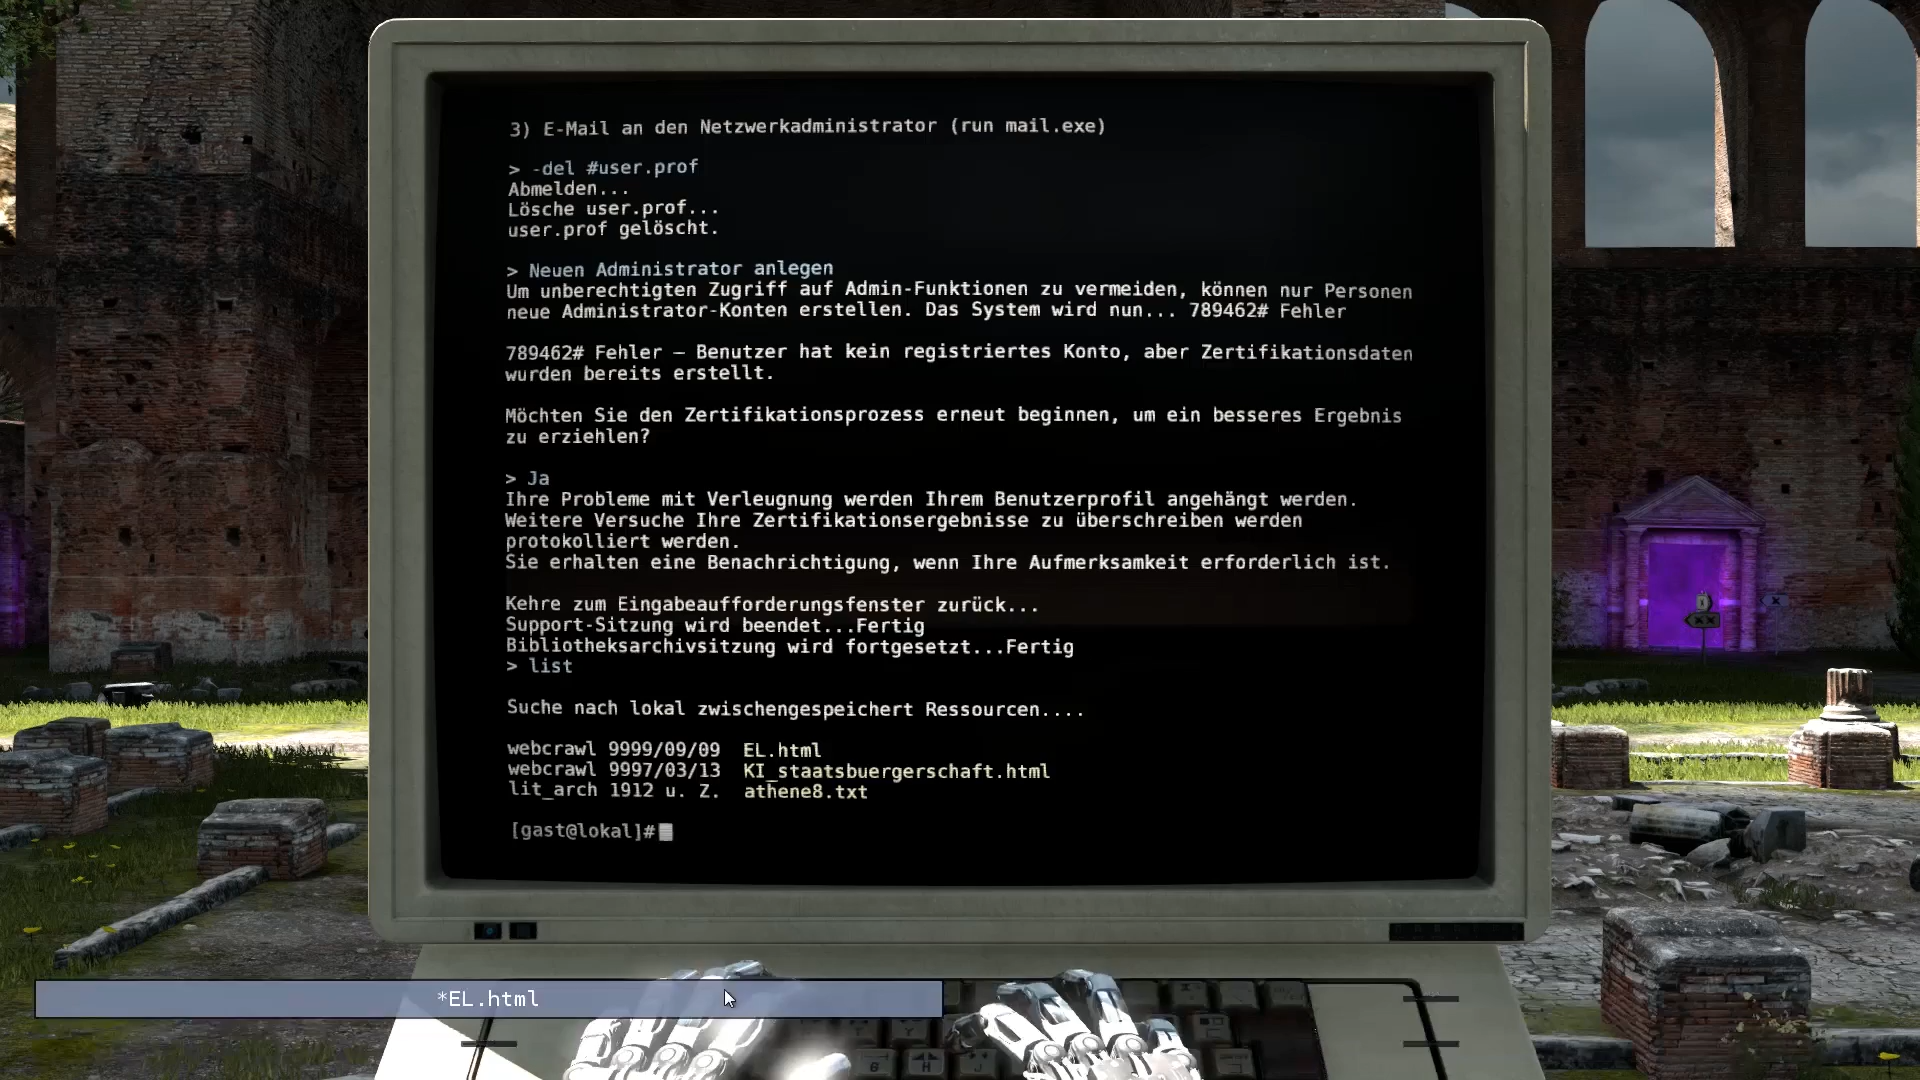 3) E-Mail an den Netzwerkadministrator (run mail.exe)
> -del #user.prof
Abmelden...
Lösche user.prof...
user.prof gelöscht.
> Neuen Administrator anlegen
Um unberechtigten Zugriff auf Admin-Funktionen zu vermeiden, können nur Personen
neue Administrator-Konten erstellen. Das System wird nun... 789462# Fehler
789462# Fehler – Benutzer hat kein registriertes Konto, aber Zertifikationsdaten
wurden bereits erstellt.
Möchten Sie den Zertifikationsprozess erneut beginnen, um ein besseres Ergebnis
zu erziehlen?
> Ja
Ihre Probleme mit Verleugnung werden Ihrem Benutzerprofil angehängt werden.
Weitere Versuche Ihre Zertifikationsergebnisse zu überschreiben werden
protokolliert werden.
Sie erhalten eine Benachrichtigung, wenn Ihre Aufmerksamkeit erforderlich ist.
Kehre zum Eingabeaufforderungsfenster zurück...
Support-Sitzung wird beendet...Fertig
Bibliotheksarchivsitzung wird fortgesetzt...Fertig
> list
Suche nach lokal zwischengespeichert Ressourcen....
webcrawl 9999/09/09 EL.html
webcrawl 9997/03/13 KI_staatsbuergerschaft.html
lit_arch 1912 u. Z. athene8.txt
[gast@lokal]#
*EL.html